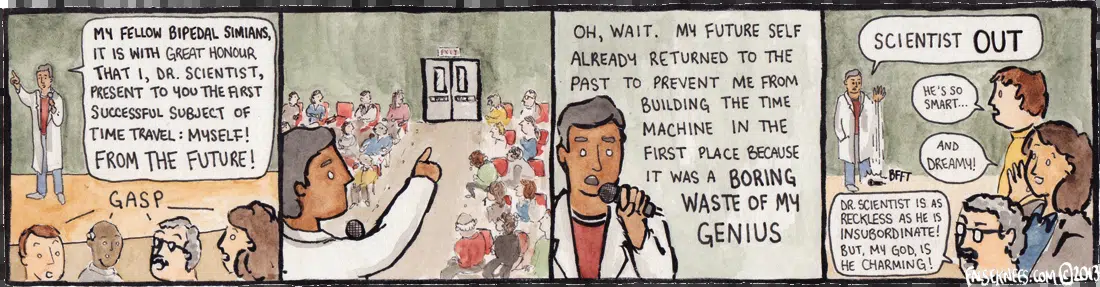 MY FELLOW BIPEDAL SIMIANS,
IT IS WITH GREAT HONOUR
THAT I, DR. SCIENTIST,
PRESENT TO YOU THE FIRST
SUCCESSFUL SUBJECT OF
TIME TRAVEL: MYSELF!
FROM THE FUTURE!
GASP
EXIT
OH, WAIT. MY FUTURE SELF
ALREADY RETURNED TO THE
PAST TO PREVENT ME FROM
BUILDING THE TIME
MACHINE IN THE
FIRST PLACE BECAUSE
IT WAS A BORING
WASTE OF MY
GENIUS
SCIENTIST OUT
HE'S SO
SMART...
AND
DREAMY!
BFFT
DR. SCIENTIST IS AS
RECKLESS AS HE IS
INSUBORDINATE!
BUT, MY GOD, IS
HE CHARMING!
FALSEKNEES.COM © 2013